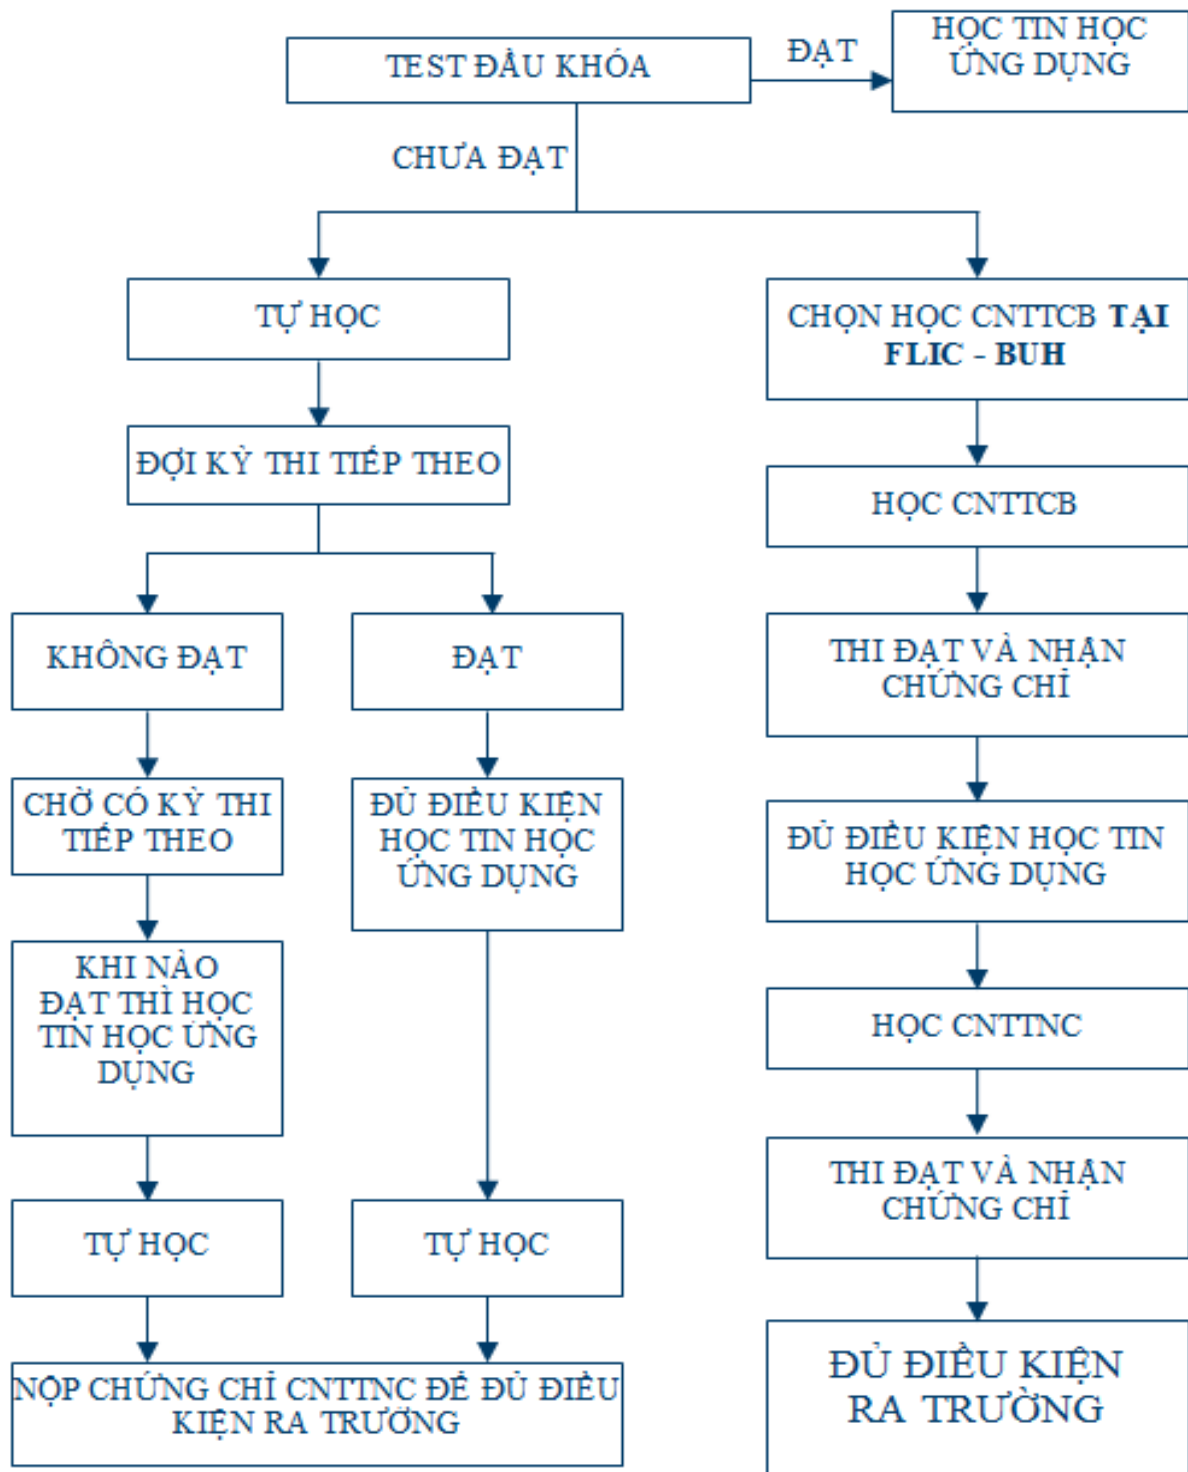 TEST ĐẦU KHÓA
ĐẠT
HỌC TIN HỌC
ỨNG DỤNG
CHƯA ĐẠT
TỰ HỌC
CHỌN HỌC CNTTCB TẠI
FLIC - BUH
ĐỢI KỲ THI TIẾP THEO
HỌC CNTTCB
KHÔNG ĐẠT
ĐẠT
THI ĐẠT VÀ NHẬN
CHỨNG CHỈ
CHỜ CÓ KỲ THI
TIẾP THEO
ĐỦ ĐIỀU KIỆN
HỌC TIN HỌC
ỨNG DỤNG
ĐỦ ĐIỀU KIỆN HỌC TIN
HỌC ỨNG DỤNG
KHI NÀO
ĐẠT THÌ HỌC
TIN HỌC ỨNG
DỤNG
HỌC CNTTNC
THI ĐẠT VÀ NHẬN
CHỨNG CHỈ
TỰ HỌC
TỰ HỌC
NỘP CHỨNG CHỈ CNTTNC ĐỂ ĐỦ ĐIỀU
KIỆN RA TRƯỜNG
ĐỦ ĐIỀU KIỆN
RA TRƯỜNG